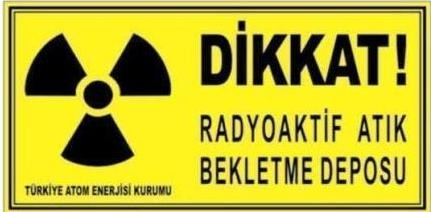 DİKKAT!
RADYOAKTİF ATIK
BEKLETME DEPOSU
TÜRKİYE ATOM ENERJİSİ KURUMU